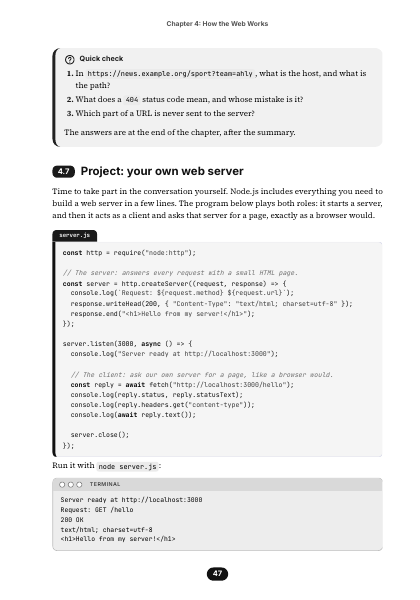 Chapter 4: How the Web Works
Quick check
1. In https://news.example.org/sport?team=ahly, what is the host, and what is
the path?
2. What does a 404 status code mean, and whose mistake is it?
3. Which part of a URL is never sent to the server?
The answers are at the end of the chapter, after the summary.
4.7 Project: your own web server
Time to take part in the conversation yourself. Node.js includes everything you need to
build a web server in a few lines. The program below plays both roles: it starts a server,
and then it acts as a client and asks that server for a page, exactly as a browser would.
server.js
const http = require("node:http");
// The server: answers every request with a small HTML page.
const server = http.createServer((request, response) => {
  console.log(`Request: ${request.method} ${request.url}`);
  response.writeHead(200, { "Content-Type": "text/html; charset=utf-8" });
  response.end("<h1>Hello from my server!</h1>");
});
server.listen(3000, async () => {
  console.log("Server ready at http://localhost:3000");
  // The client: ask our own server for a page, like a browser would.
  const reply = await fetch("http://localhost:3000/hello");
  console.log(reply.status, reply.statusText);
  console.log(reply.headers.get("content-type"));
  console.log(await reply.text());
  server.close();
});
Run it with node server.js:
TERMINAL
Server ready at http://localhost:3000
Request: GET /hello
200 OK
text/html; charset=utf-8
<h1>Hello from my server!</h1>
47